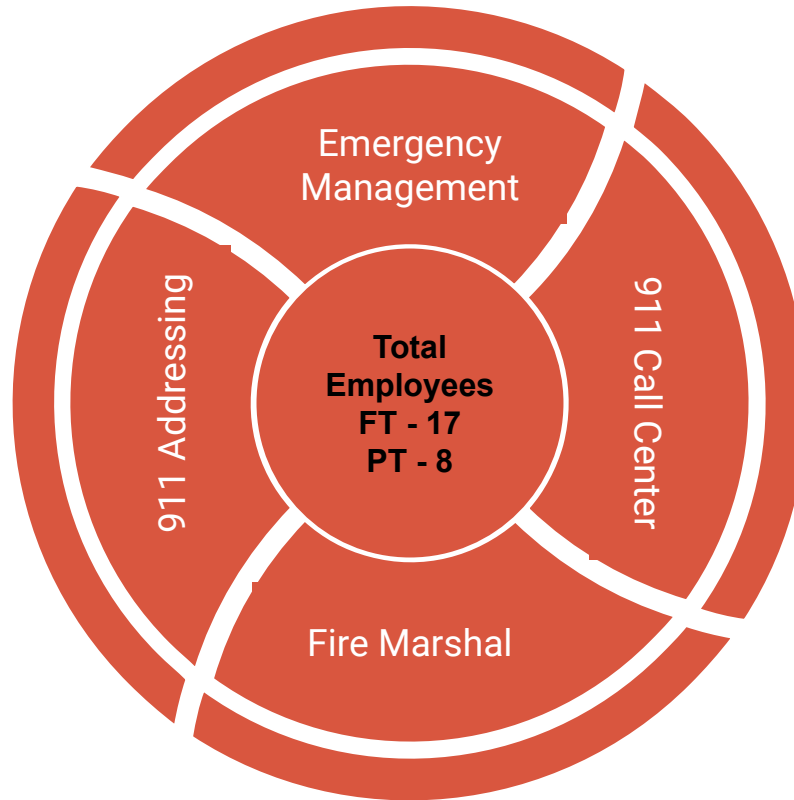 Emergency
Management
911 Call Center
Fire Marshal
911 Addressing
Total
Employees
FT - 17
PT - 8